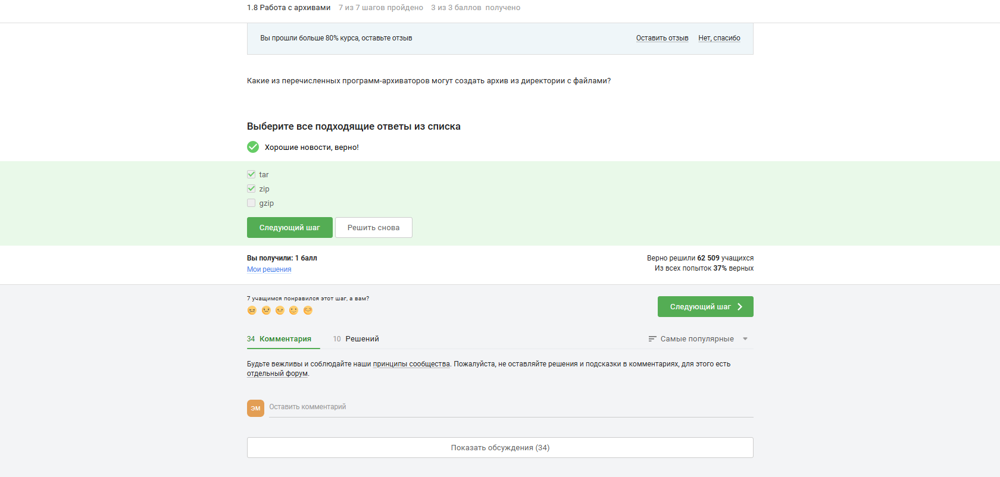 1.8 Работа с архивами 7 из 7 шагов пройдено 3 из 3 баллов получено
Вы прошли больше 80% курса, оставьте отзыв Оставить отзыв Нет, спасибо
Какие из перечисленных программ-архиваторов могут создать архив из директории с файлами?
Выберите все подходящие ответы из списка
Хорошие новости, верно!
tar
zip
gzip
Следующий шаг Решить снова
Вы получили: 1 балл Верно решили 62 509 учащихся
Мои решения Из всех попыток 37% верных
7 учащимся понравился этот шаг, а вам?
Следующий шаг
34 Комментария 10 Решений Самые популярные
Будьте вежливы и соблюдайте наши принципы сообщества. Пожалуйста, не оставляйте решения и подсказки в комментариях, для этого есть
отдельный форум.
ЭМ Оставить комментарий
Показать обсуждения (34)